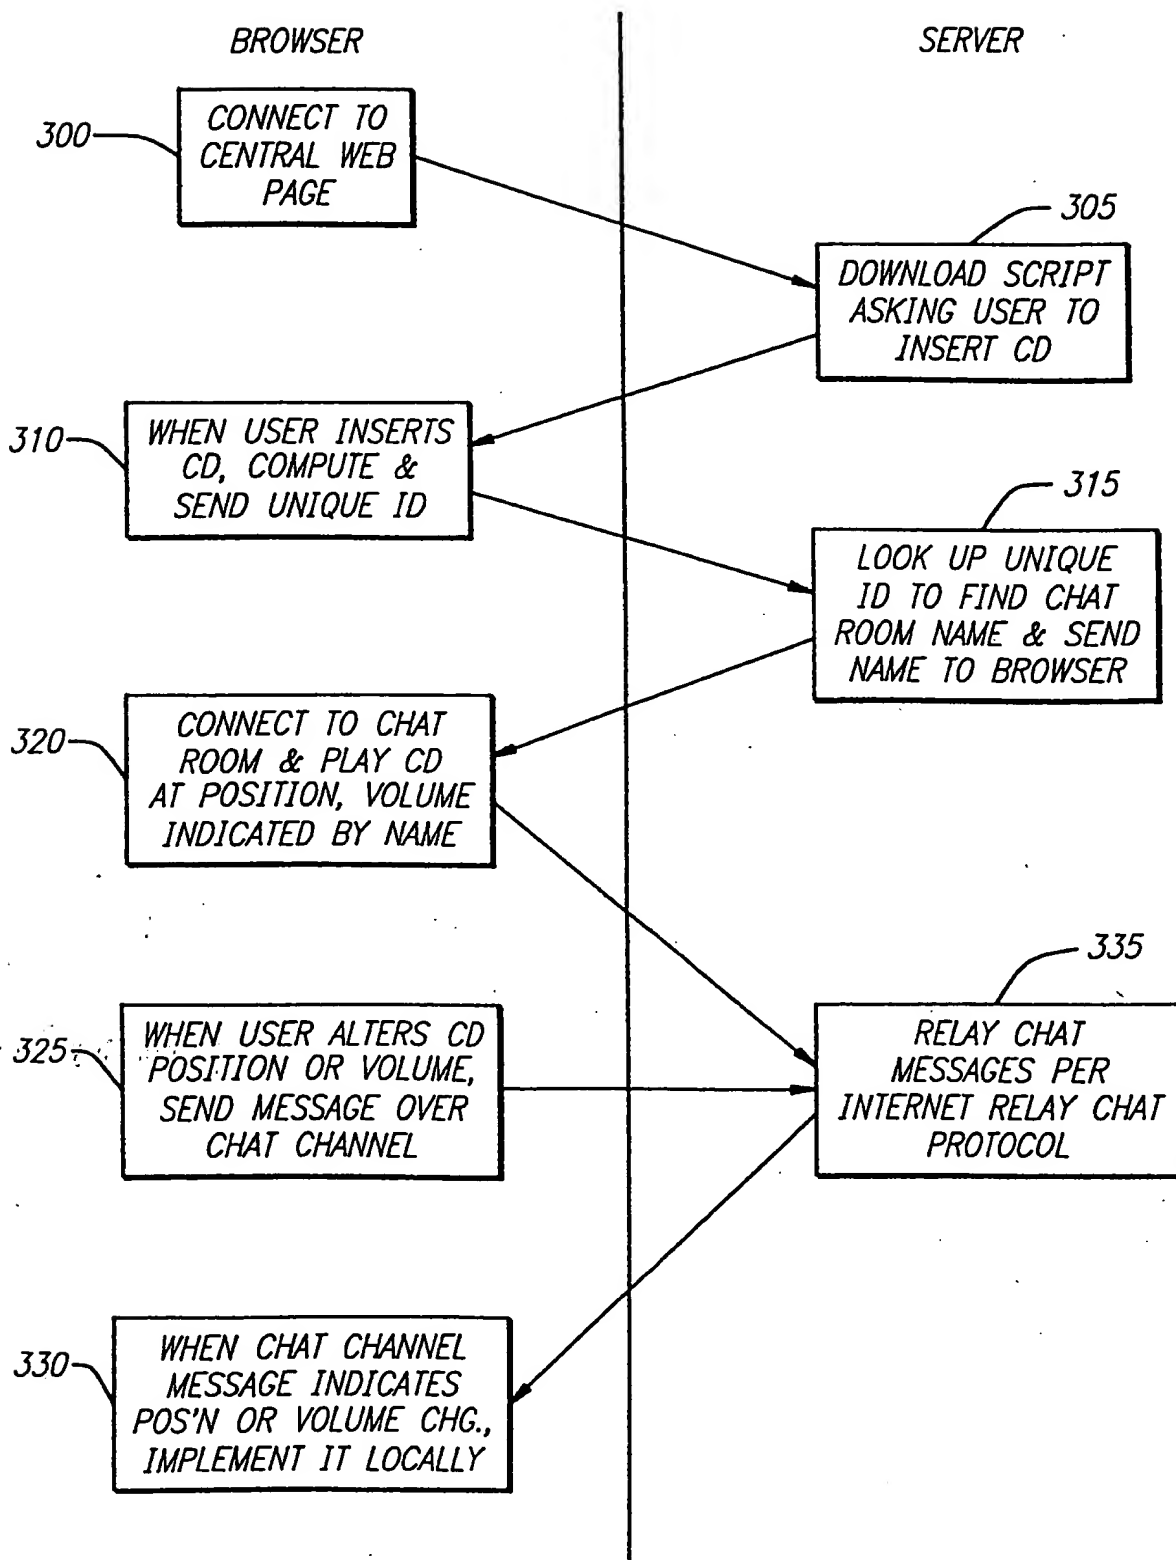 BROWSER
SERVER
300
CONNECT TO
CENTRAL WEB
PAGE
305
DOWNLOAD SCRIPT
ASKING USER TO
INSERT CD
310
WHEN USER INSERTS
CD, COMPUTE &
SEND UNIQUE ID
315
LOOK UP UNIQUE
ID TO FIND CHAT
ROOM NAME & SEND
NAME TO BROWSER
320
CONNECT TO CHAT
ROOM & PLAY CD
AT POSITION, VOLUME
INDICATED BY NAME
325
WHEN USER ALTERS CD
POSITION OR VOLUME,
SEND MESSAGE OVER
CHAT CHANNEL
335
RELAY CHAT
MESSAGES PER
INTERNET RELAY CHAT
PROTOCOL
330
WHEN CHAT CHANNEL
MESSAGE INDICATES
POS'N OR VOLUME CHG.,
IMPLEMENT IT LOCALLY